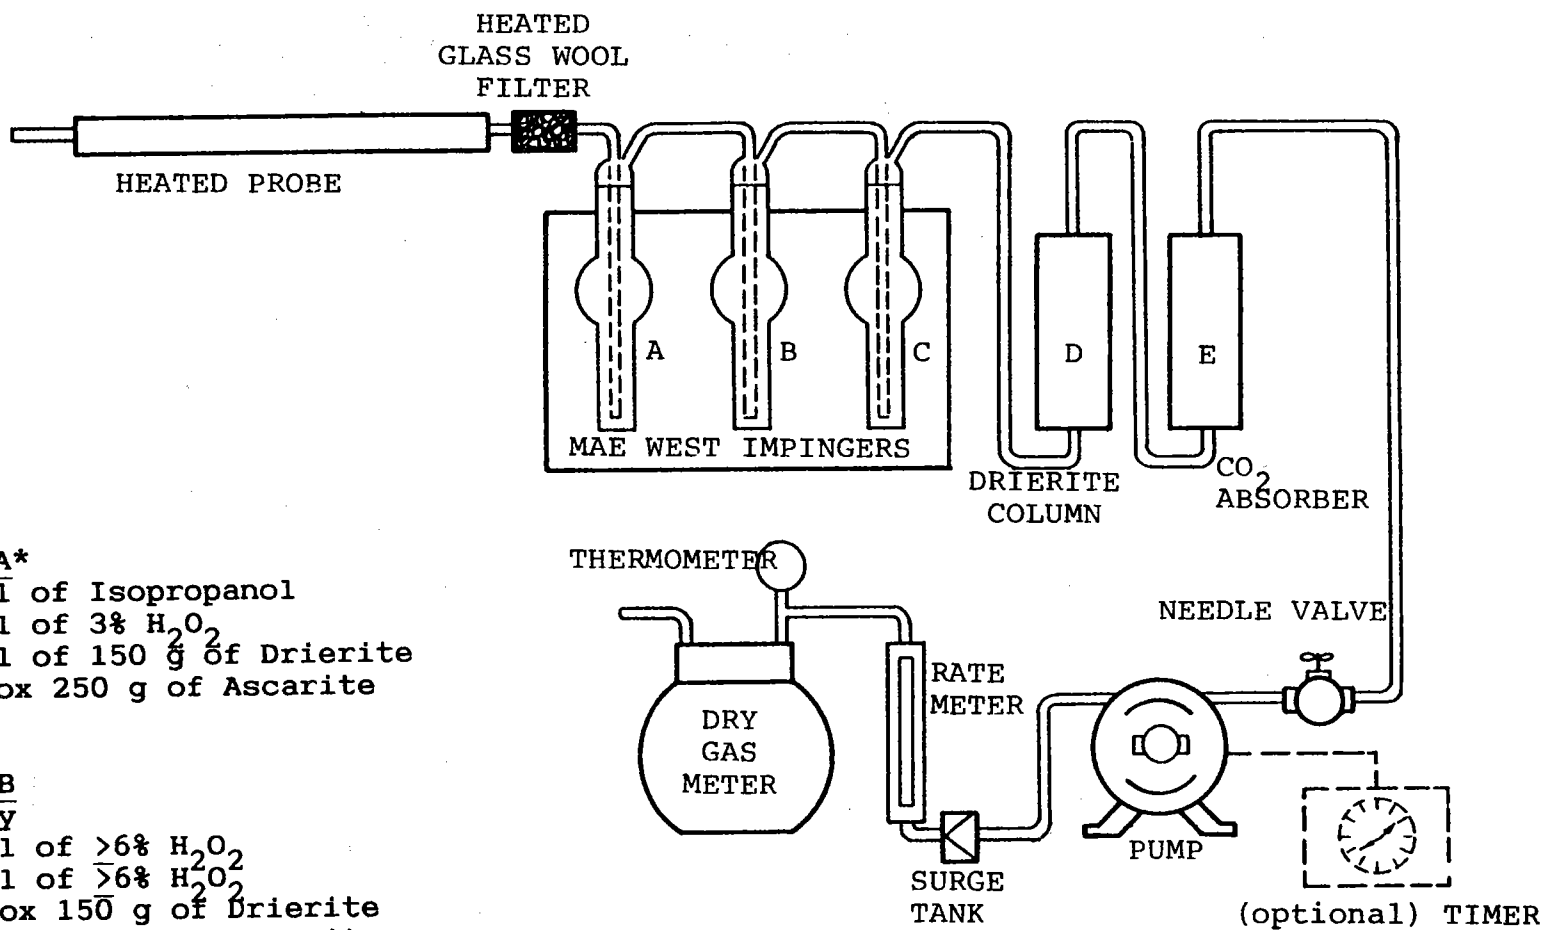 HEATED
GLASS WOOL
FILTER
HEATED PROBE
A
B
C
D
E
MAE WEST IMPINGERS
DRIERITE
COLUMN
CO2
ABSORBER
THERMOMETER
NEEDLE VALVE
RATE
METER
DRY
GAS
METER
PUMP
SURGE
TANK
(optional) TIMER
A*
l of Isopropanol
l of 3% H2O2
l of 150 g of Drierite
ox 250 g of Ascarite
B
y
l of >6% H2O2
l of >6% H2O2
ox 150 g of Drierite